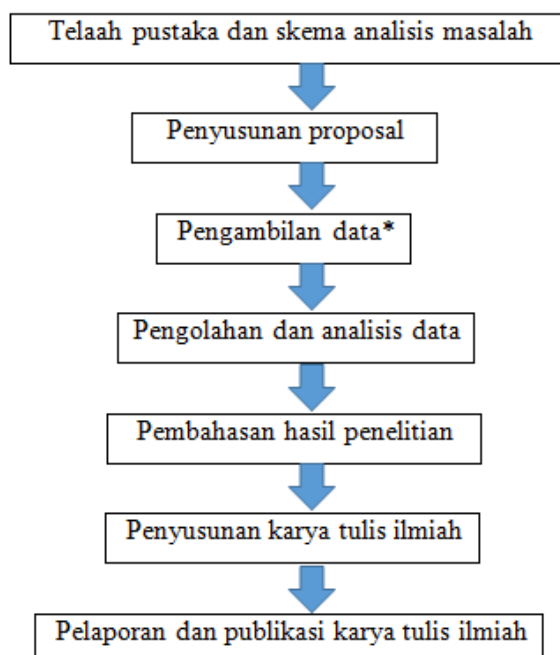 Telaah pustaka dan skema analisis masalah
Penyusunan proposal
Pengambilan data*
Pengolahan dan analisis data
Pembahasan hasil penelitian
Penyusunan karya tulis ilmiah
Pelaporan dan publikasi karya tulis ilmiah